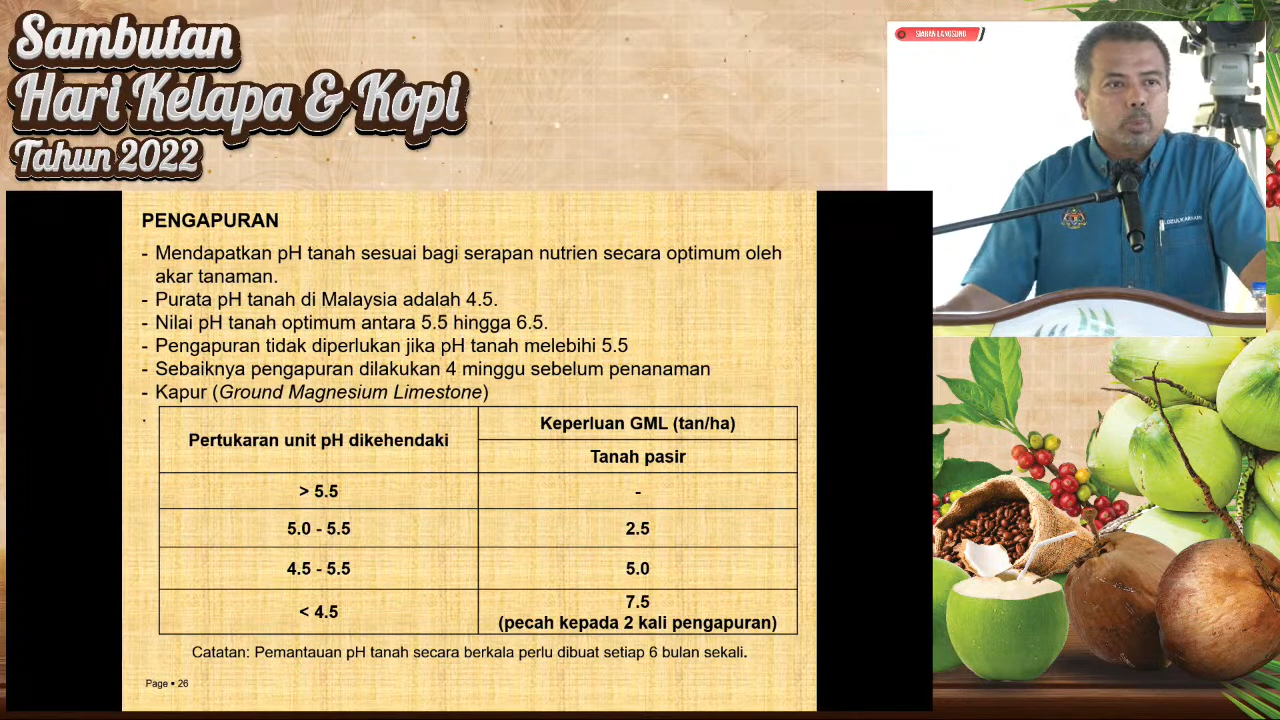 Sambutan
Hari Kelapa & Kopi
Tahun 2022
SIARAN LANGSUNG
PENGAPURAN
- Mendapatkan pH tanah sesuai bagi serapan nutrien secara optimum oleh
akar tanaman.
- Purata pH tanah di Malaysia adalah 4.5.
- Nilai pH tanah optimum antara 5.5 hingga 6.5.
- Pengapuran tidak diperlukan jika pH tanah melebihi 5.5
- Sebaiknya pengapuran dilakukan 4 minggu sebelum penanaman
- Kapur (Ground Magnesium Limestone)
Pertukaran unit pH dikehendaki
Keperluan GML (tan/ha)
Tanah pasir
> 5.5
-
5.0 - 5.5
2.5
4.5 - 5.5
5.0
< 4.5
7.5
(pecah kepada 2 kali pengapuran)
Catatan: Pemantauan pH tanah secara berkala perlu dibuat setiap 6 bulan sekali.
Page ▪ 26